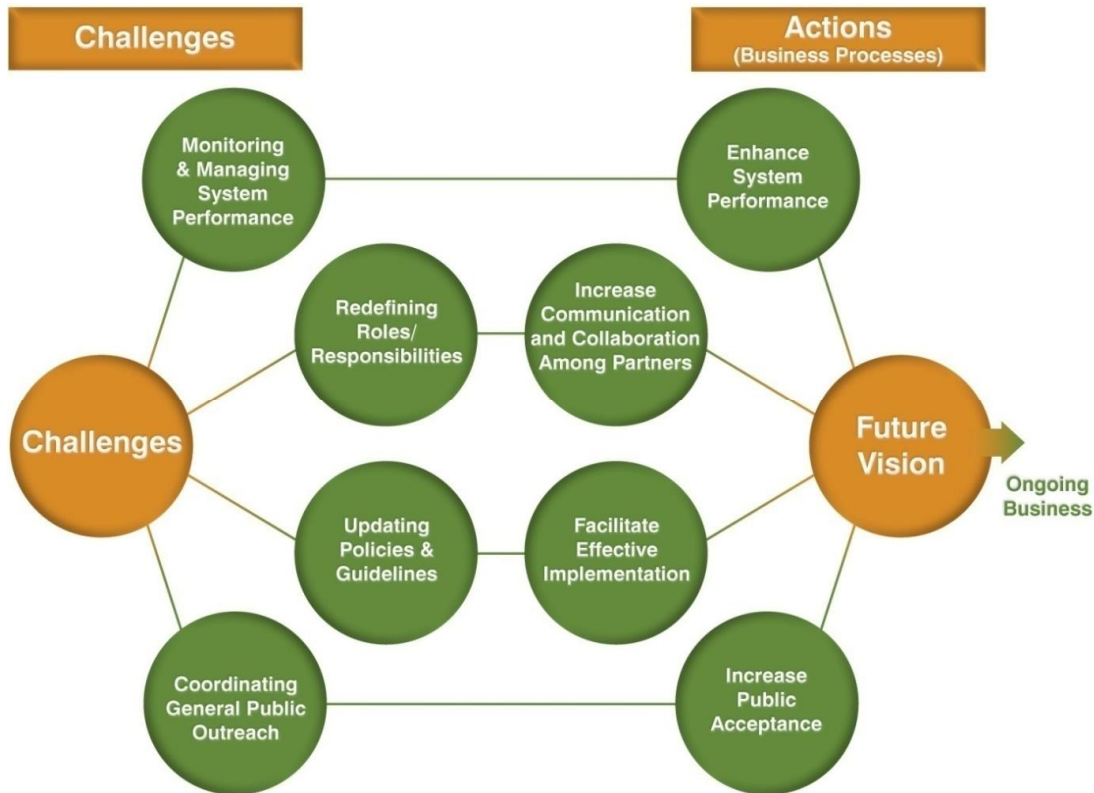 Challenges
Actions
(Business Processes)
Monitoring
& Managing
System
Performance
Enhance
System
Performance
Redefining
Roles/
Responsibilities
Increase
Communication
and Collaboration
Among Partners
Challenges
Future
Vision
Ongoing
Business
Updating
Policies &
Guidelines
Facilitate
Effective
Implementation
Coordinating
General Public
Outreach
Increase
Public
Acceptance